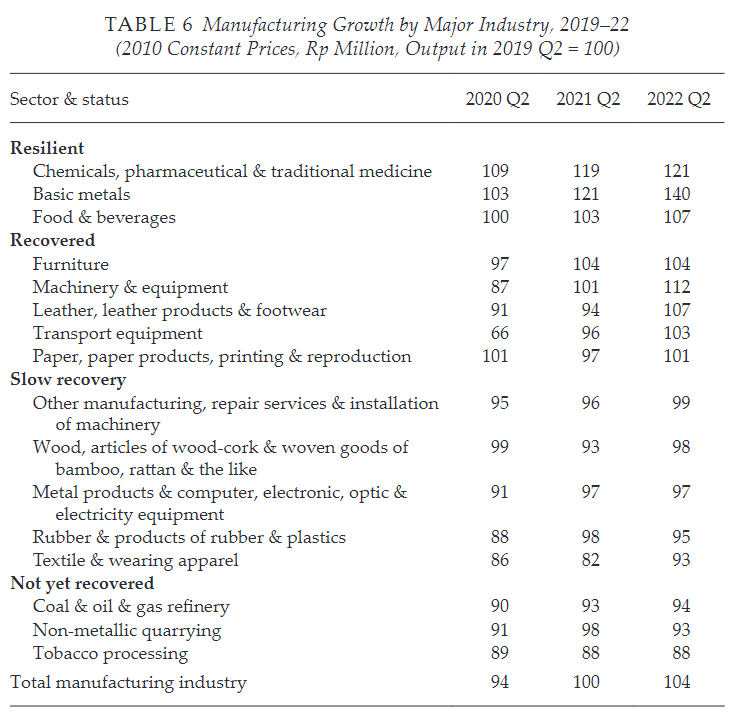 TABLE 6 Manufacturing Growth by Major Industry, 2019–22
(2010 Constant Prices, Rp Million, Output in 2019 Q2 = 100)
Sector & status 2020 Q2 2021 Q2 2022 Q2
Resilient
Chemicals, pharmaceutical & traditional medicine 109 119 121
Basic metals 103 121 140
Food & beverages 100 103 107
Recovered
Furniture 97 104 104
Machinery & equipment 87 101 112
Leather, leather products & footwear 91 94 107
Transport equipment 66 96 103
Paper, paper products, printing & reproduction 101 97 101
Slow recovery
Other manufacturing, repair services & installation 95 96 99
of machinery
Wood, articles of wood-cork & woven goods of 99 93 98
bamboo, rattan & the like
Metal products & computer, electronic, optic & 91 97 97
electricity equipment
Rubber & products of rubber & plastics 88 98 95
Textile & wearing apparel 86 82 93
Not yet recovered
Coal & oil & gas refinery 90 93 94
Non-metallic quarrying 91 98 93
Tobacco processing 89 88 88
Total manufacturing industry 94 100 104